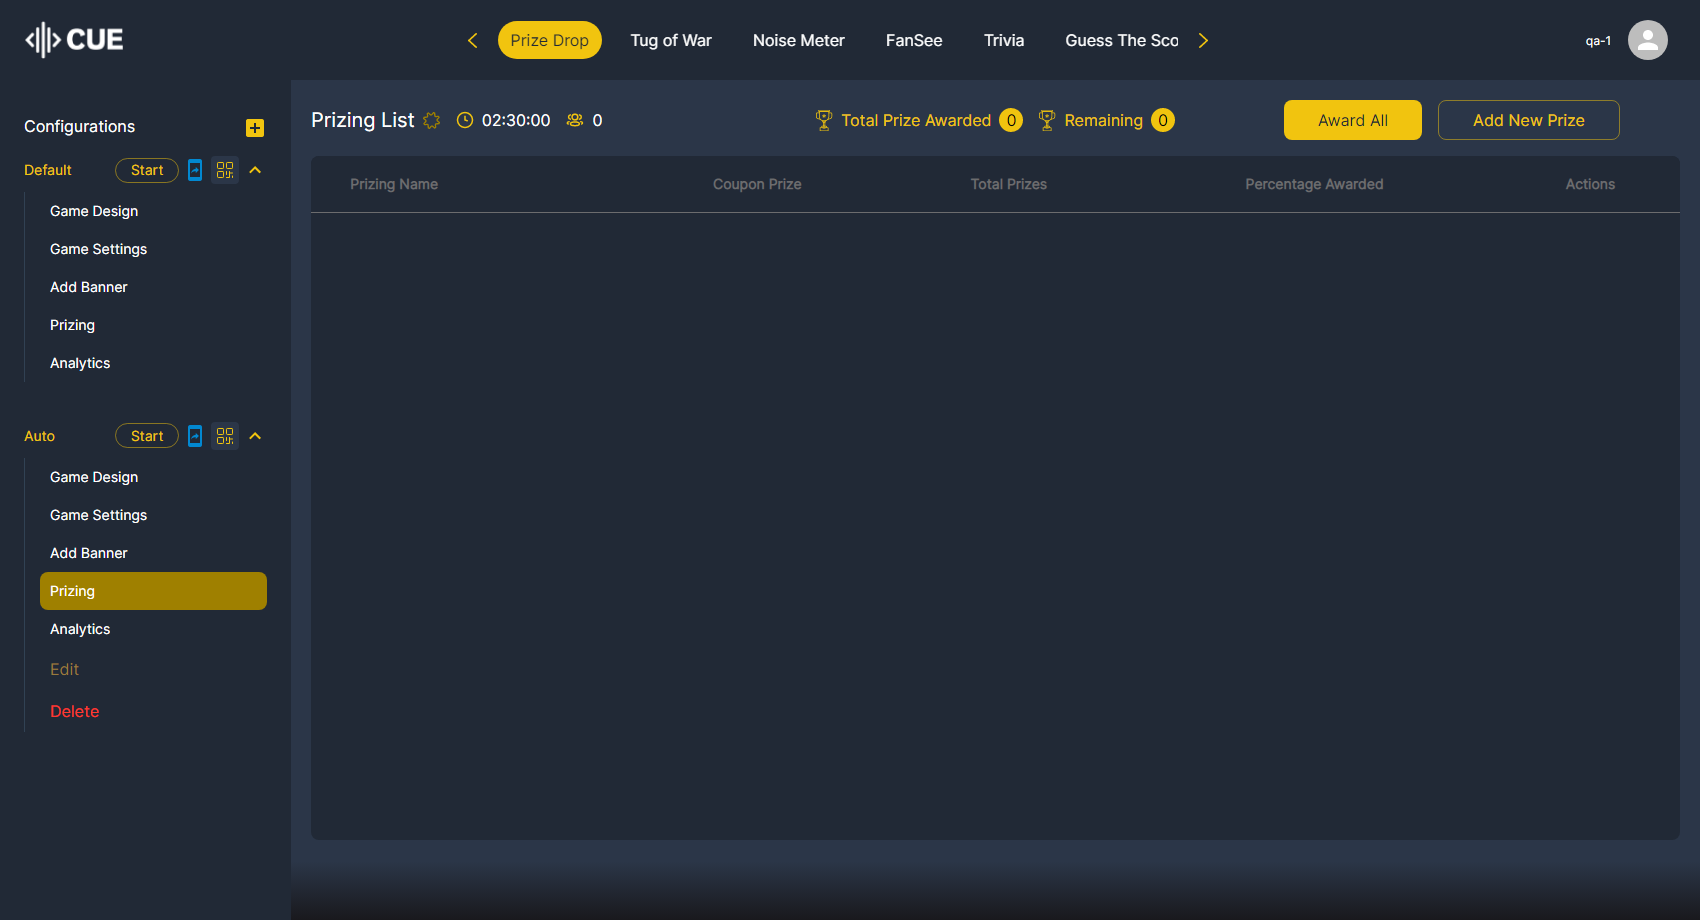 CUE
Prize Drop
Tug of War
Noise Meter
FanSee
Trivia
Guess The Sco
qa-1
Configurations
Default
Start
Game Design
Game Settings
Add Banner
Prizing
Analytics
Auto
Start
Game Design
Game Settings
Add Banner
Prizing
Analytics
Edit
Delete
Prizing List
02:30:00
0
Total Prize Awarded 0
Remaining 0
Award All
Add New Prize
Prizing Name
Coupon Prize
Total Prizes
Percentage Awarded
Actions